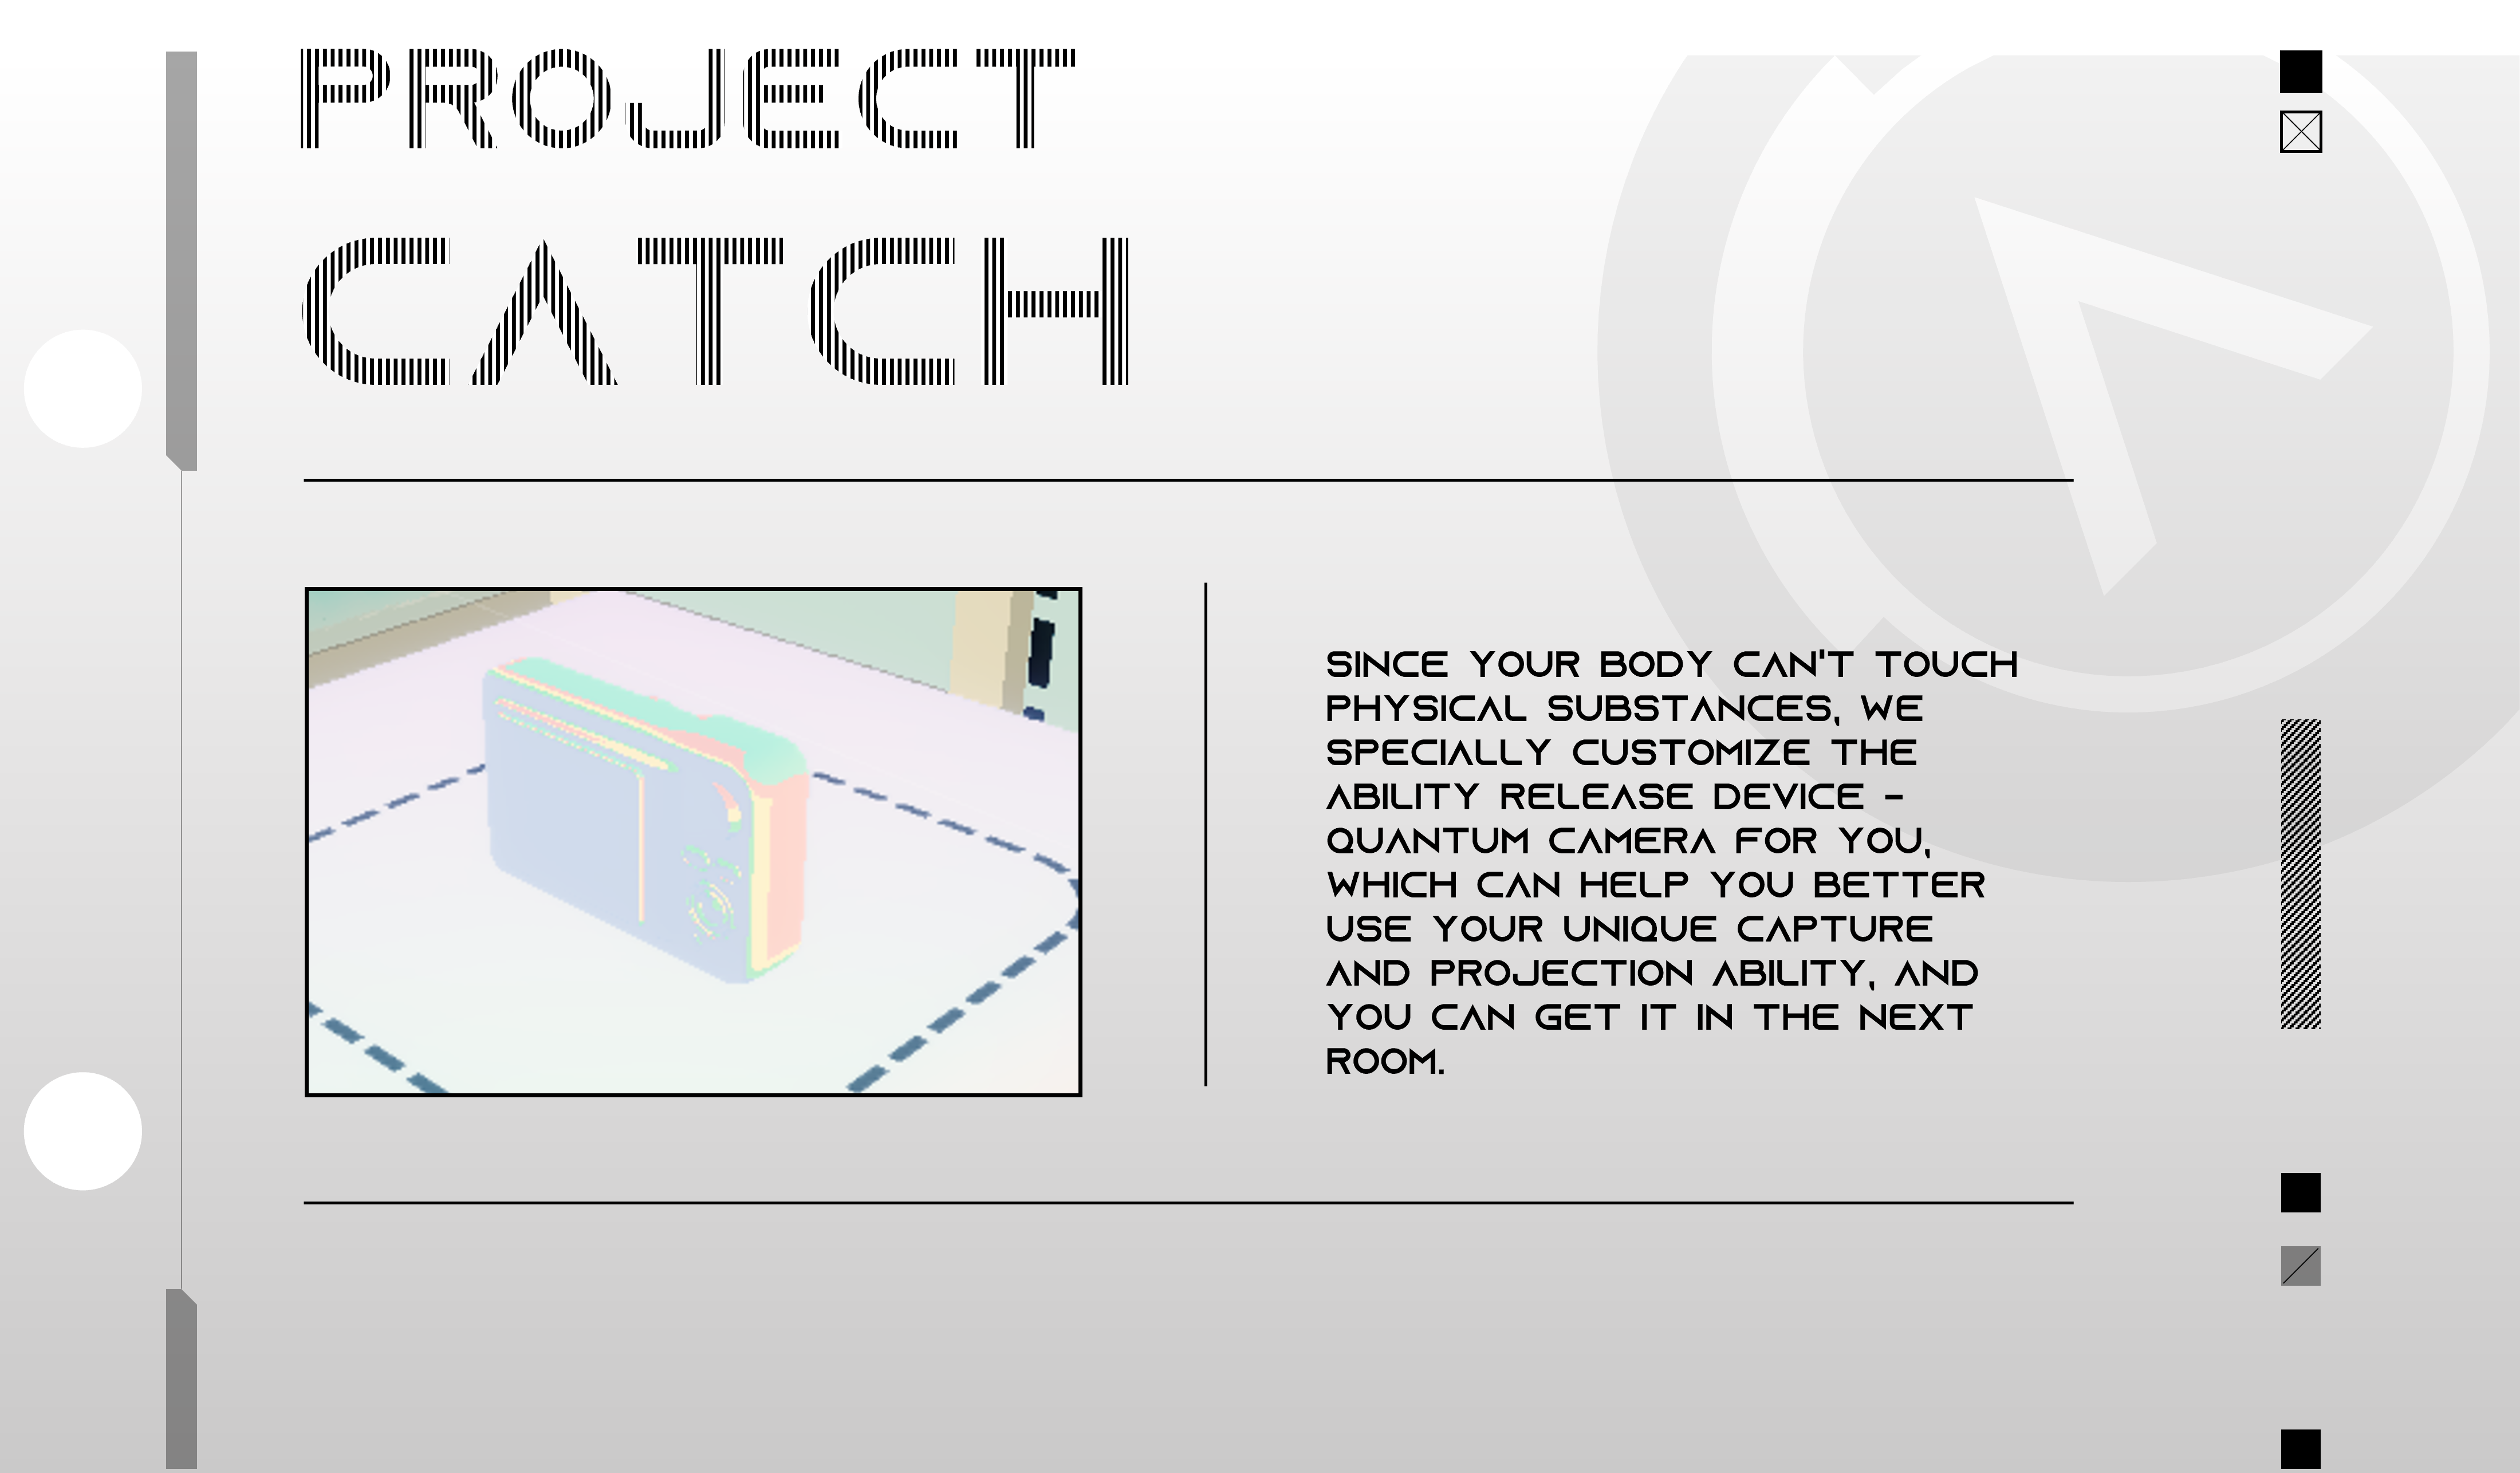 PROJECT
CATCH
SINCE YOUR BODY CAN'T TOUCH
PHYSICAL SUBSTANCES, WE
SPECIALLY CUSTOMIZE THE
ABILITY RELEASE DEVICE -
QUANTUM CAMERA FOR YOU,
WHICH CAN HELP YOU BETTER
USE YOUR UNIQUE CAPTURE
AND PROJECTION ABILITY, AND
YOU CAN GET IT IN THE NEXT
ROOM.